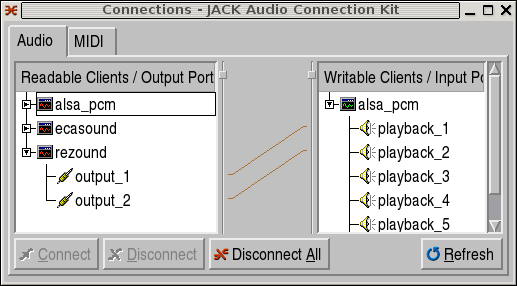 Connections - JACK Audio Connection Kit
Audio
MIDI
Readable Clients / Output Port
alsa_pcm
ecasound
rezound
output_1
output_2
Writable Clients / Input Po
alsa_pcm
playback_1
playback_2
playback_3
playback_4
playback_5
Connect
Disconnect
Disconnect All
Refresh